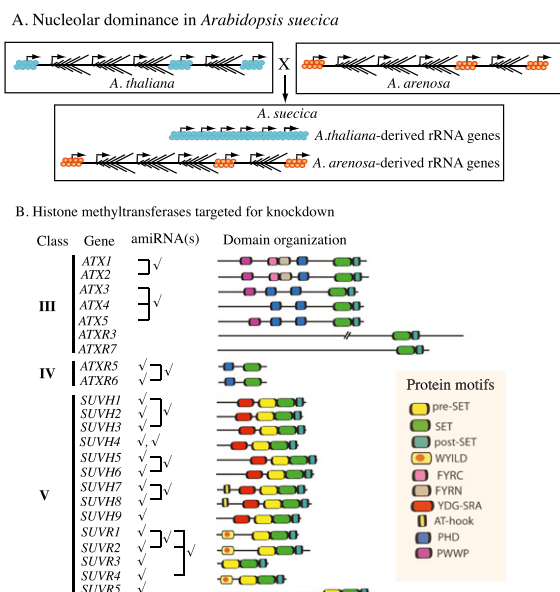 A. Nucleolar dominance in Arabidopsis suecica
A. thaliana
X
A. arenosa
A. suecica
A.thaliana-derived rRNA genes
A. arenosa-derived rRNA genes
B. Histone methyltransferases targeted for knockdown
Class Gene amiRNA(s) Domain organization
III
ATX1
√
ATX2
ATX3
ATX4 √
ATX5
ATXR3
ATXR7
IV
ATXR5 √
√
ATXR6 √
V
SUVH1 √
SUVH2 √ √
SUVH3 √
SUVH4 √,√
SUVH5 √
√
SUVH6 √
SUVH7 √
√
SUVH8 √
SUVH9 √
SUVR1 √
√
SUVR2 √
√
SUVR3 √
SUVR4 √
SUVR5 √
Protein motifs
pre-SET
SET
post-SET
WYILD
FYRC
FYRN
YDG-SRA
AT-hook
PHD
PWWP